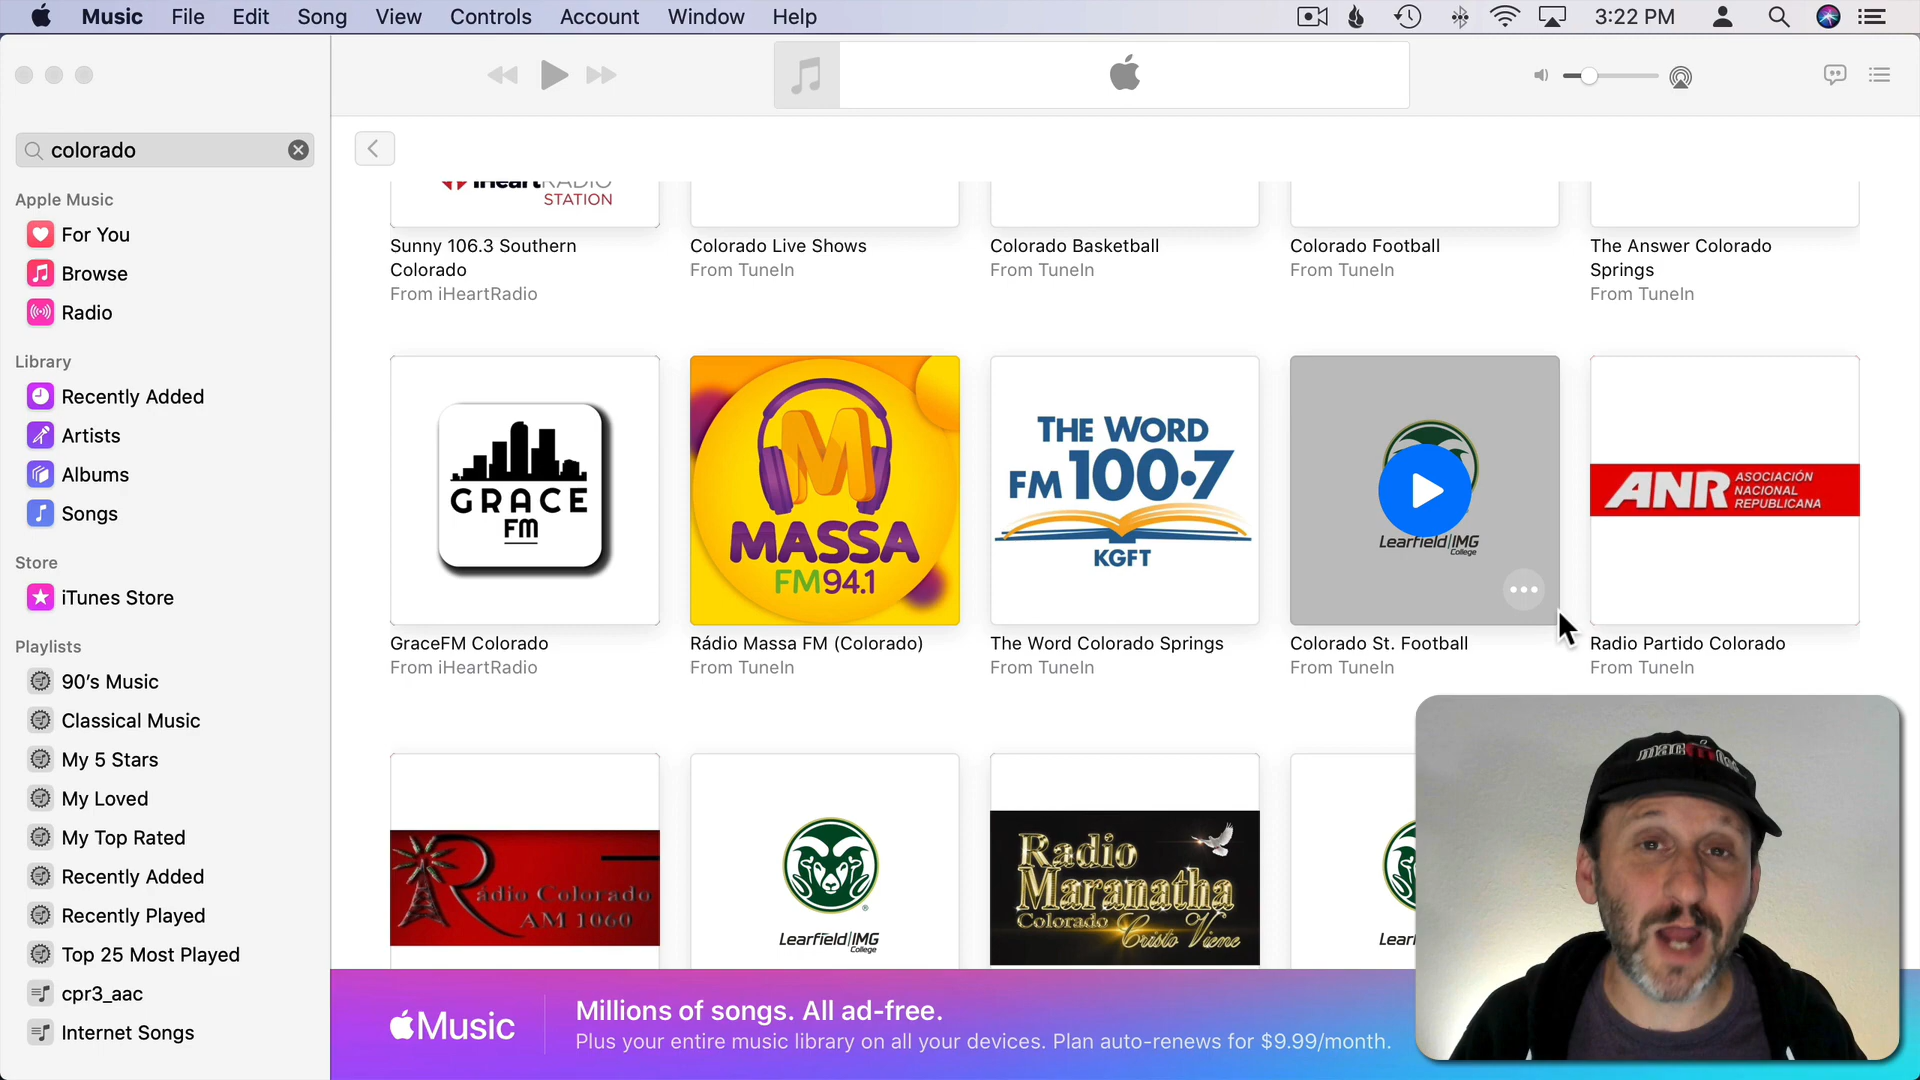 Music File Edit Song View Controls Account Window Help 3:22 PM
colorado
Apple Music
For You
Browse
Radio
Library
Recently Added
Artists
Albums
Songs
Store
iTunes Store
Playlists
90's Music
Classical Music
My 5 Stars
My Loved
My Top Rated
Recently Added
Recently Played
Top 25 Most Played
cpr3_aac
Internet Songs
iHeartRADIO
STATION
Sunny 106.3 Southern
Colorado
From iHeartRadio
Colorado Live Shows
From TuneIn
Colorado Basketball
From TuneIn
Colorado Football
From TuneIn
The Answer Colorado
Springs
From TuneIn
GRACE
FM
GraceFM Colorado
From iHeartRadio
M
MASSA
FM94.1
Rádio Massa FM (Colorado)
From TuneIn
THE WORD
FM 100.7
KGFT
The Word Colorado Springs
From TuneIn
Learfield|IMG
College
Colorado St. Football
From TuneIn
ANR ASOCIACIÓN
NACIONAL
REPUBLICANA
Radio Partido Colorado
From TuneIn
Rádio Colorado
AM 1060
Learfield|IMG
College
Radio
Maranatha
Colorado Cristo Viene
Learf
Music
Millions of songs. All ad-free.
Plus your entire music library on all your devices. Plan auto-renews for $9.99/month.